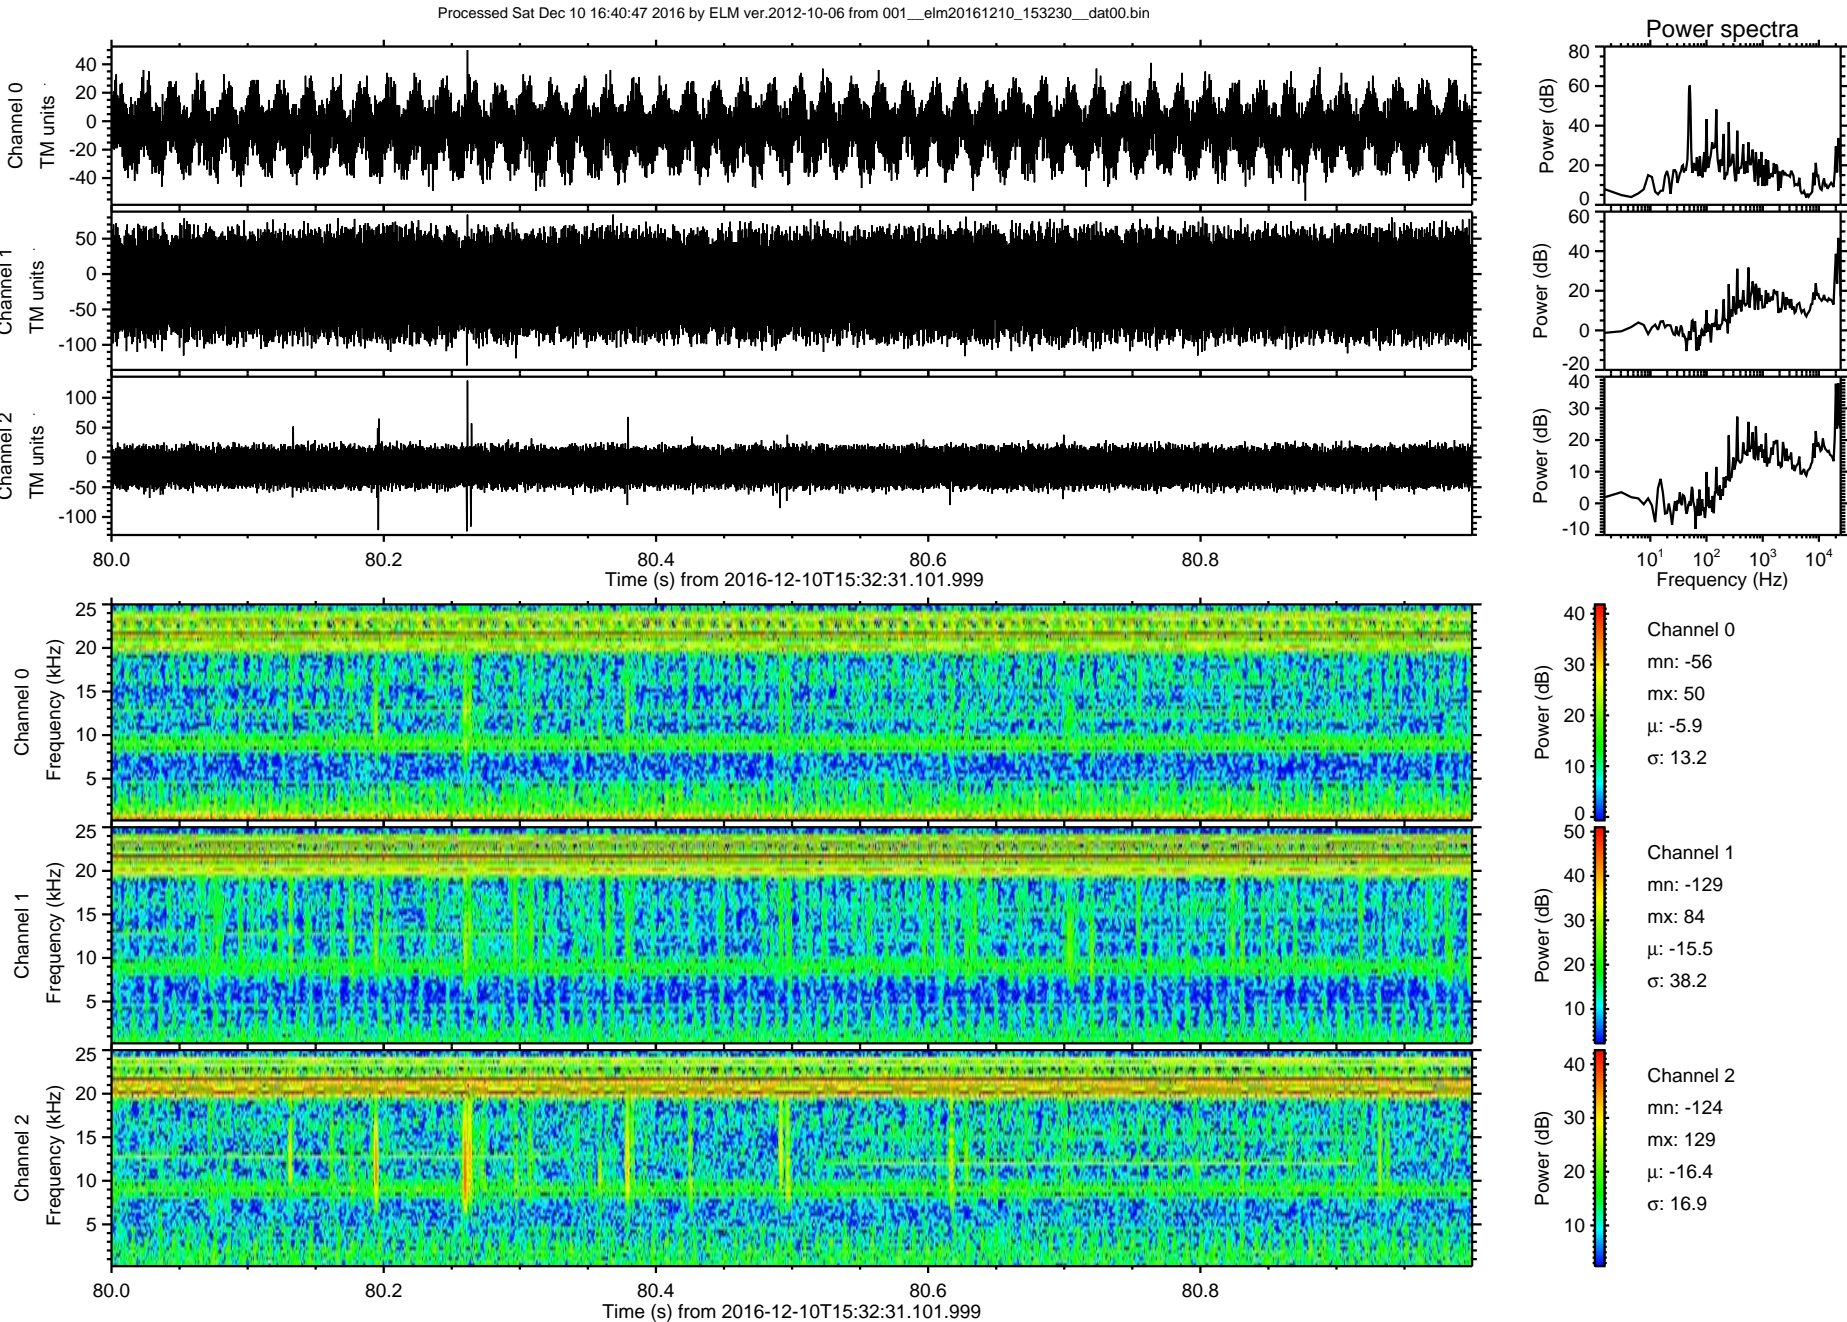 Processed Sat Dec 10 16:40:47 2016 by ELM ver.2012-10-06 from 001__elm20161210_153230__dat00.bin
Power spectra
Channel 0
TM units
40
20
0
-20
-40
Power (dB)
80
60
40
20
0
Channel 1
TM units
50
0
-50
-100
Power (dB)
60
40
20
0
-20
Channel 2
TM units
100
50
0
-50
-100
Power (dB)
40
30
20
10
0
-10
80.0 80.2 80.4 80.6 80.8
Time (s) from 2016-12-10T15:32:31.101.999
10^1 10^2 10^3 10^4
Frequency (Hz)
Channel 0
Frequency (kHz)
25
20
15
10
5
Power (dB)
40
30
20
10
0
Channel 0
mn: -56
mx: 50
μ: -5.9
σ: 13.2
Channel 1
Frequency (kHz)
25
20
15
10
5
Power (dB)
50
40
30
20
10
Channel 1
mn: -129
mx: 84
μ: -15.5
σ: 38.2
Channel 2
Frequency (kHz)
25
20
15
10
5
Power (dB)
40
30
20
10
Channel 2
mn: -124
mx: 129
μ: -16.4
σ: 16.9
80.0 80.2 80.4 80.6 80.8
Time (s) from 2016-12-10T15:32:31.101.999